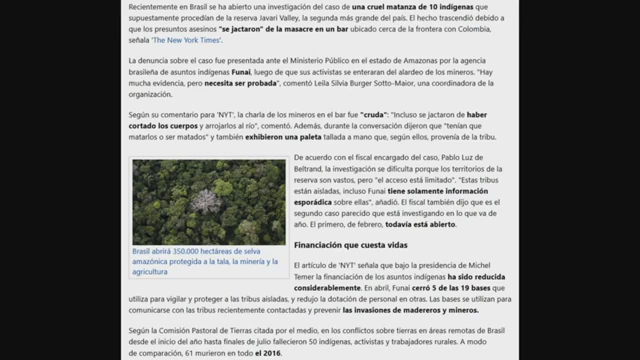 Recientemente en Brasil se ha abierto una investigación del caso de una cruel matanza de 10 indígenas que
supuestamente procedían de la reserva Javari Valley, la segunda más grande del país. El hecho trascendió debido a
que los presuntos asesinos "se jactaron" de la masacre en un bar ubicado cerca de la frontera con Colombia,
señala 'The New York Times'.
La denuncia sobre el caso fue presentada ante el Ministerio Público en el estado de Amazonas por la agencia
brasileña de asuntos indígenas Funai, luego de que sus activistas se enteraran del alardeo de los mineros. "Hay
mucha evidencia, pero necesita ser probada", comentó Leila Silvia Burger Sotto-Maior, una coordinadora de la
organización.
Según su comentario para 'NYT', la charla de los mineros en el bar fue "cruda": "Incluso se jactaron de haber
cortado los cuerpos y arrojarlos al río", comentó. Además, durante la conversación dijeron que "tenían que
matarlos o ser matados" y también exhibieron una paleta tallada a mano que, según ellos, provenía de la tribu.
De acuerdo con el fiscal encargado del caso, Pablo Luz de
Beltrand, la investigación se dificulta porque los territorios de la
reserva son vastos, pero "el acceso está limitado". "Estas tribus
están aisladas, incluso Funai tiene solamente información
esporádica sobre ellas", añadió. El fiscal también dijo que es el
segundo caso parecido que está investigando en lo que va de
año. El primero, de febrero, todavía está abierto.
Brasil abrirá 350.000 hectáreas de selva
amazónica protegida a la tala, la minería y la
agricultura
Financiación que cuesta vidas
El artículo de 'NYT' señala que bajo la presidencia de Michel
Temer la financiación de los asuntos indígenas ha sido reducida
considerablemente. En abril, Funai cerró 5 de las 19 bases que
utiliza para vigilar y proteger a las tribus aisladas, y redujo la dotación de personal en otras. Las bases se utilizan para
comunicarse con las tribus recientemente contactadas y prevenir las invasiones de madereros y mineros.
Según la Comisión Pastoral de Tierras citada por el medio, en los conflictos sobre tierras en áreas remotas de Brasil
desde el inicio del año hasta finales de julio fallecieron 50 indígenas, activistas y trabajadores rurales. A modo
de comparación, 61 murieron en todo el 2016.